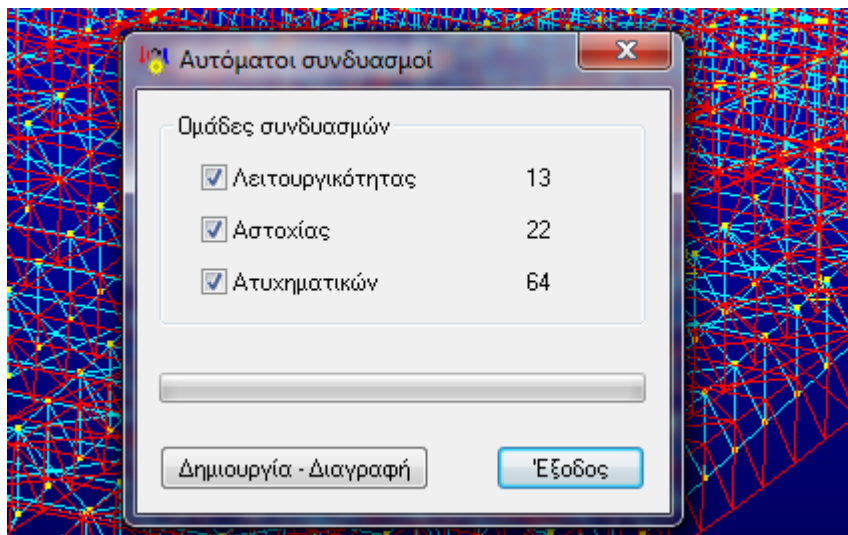 Αυτόματοι συνδυασμοί
Ομάδες συνδυασμών
Λειτουργικότητας 13
Αστοχίας 22
Ατυχηματικών 64
Δημιουργία - Διαγραφή Έξοδος